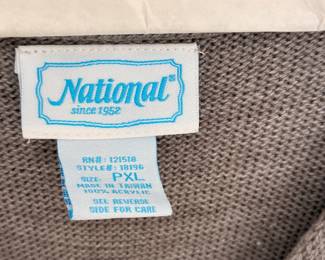 National®
since 1952
RN#: 121518
STYLE#: 18196
SIZE: PXL
MADE IN TAIWAN
100% ACRYLIC
SEE REVERSE
SIDE FOR CARE